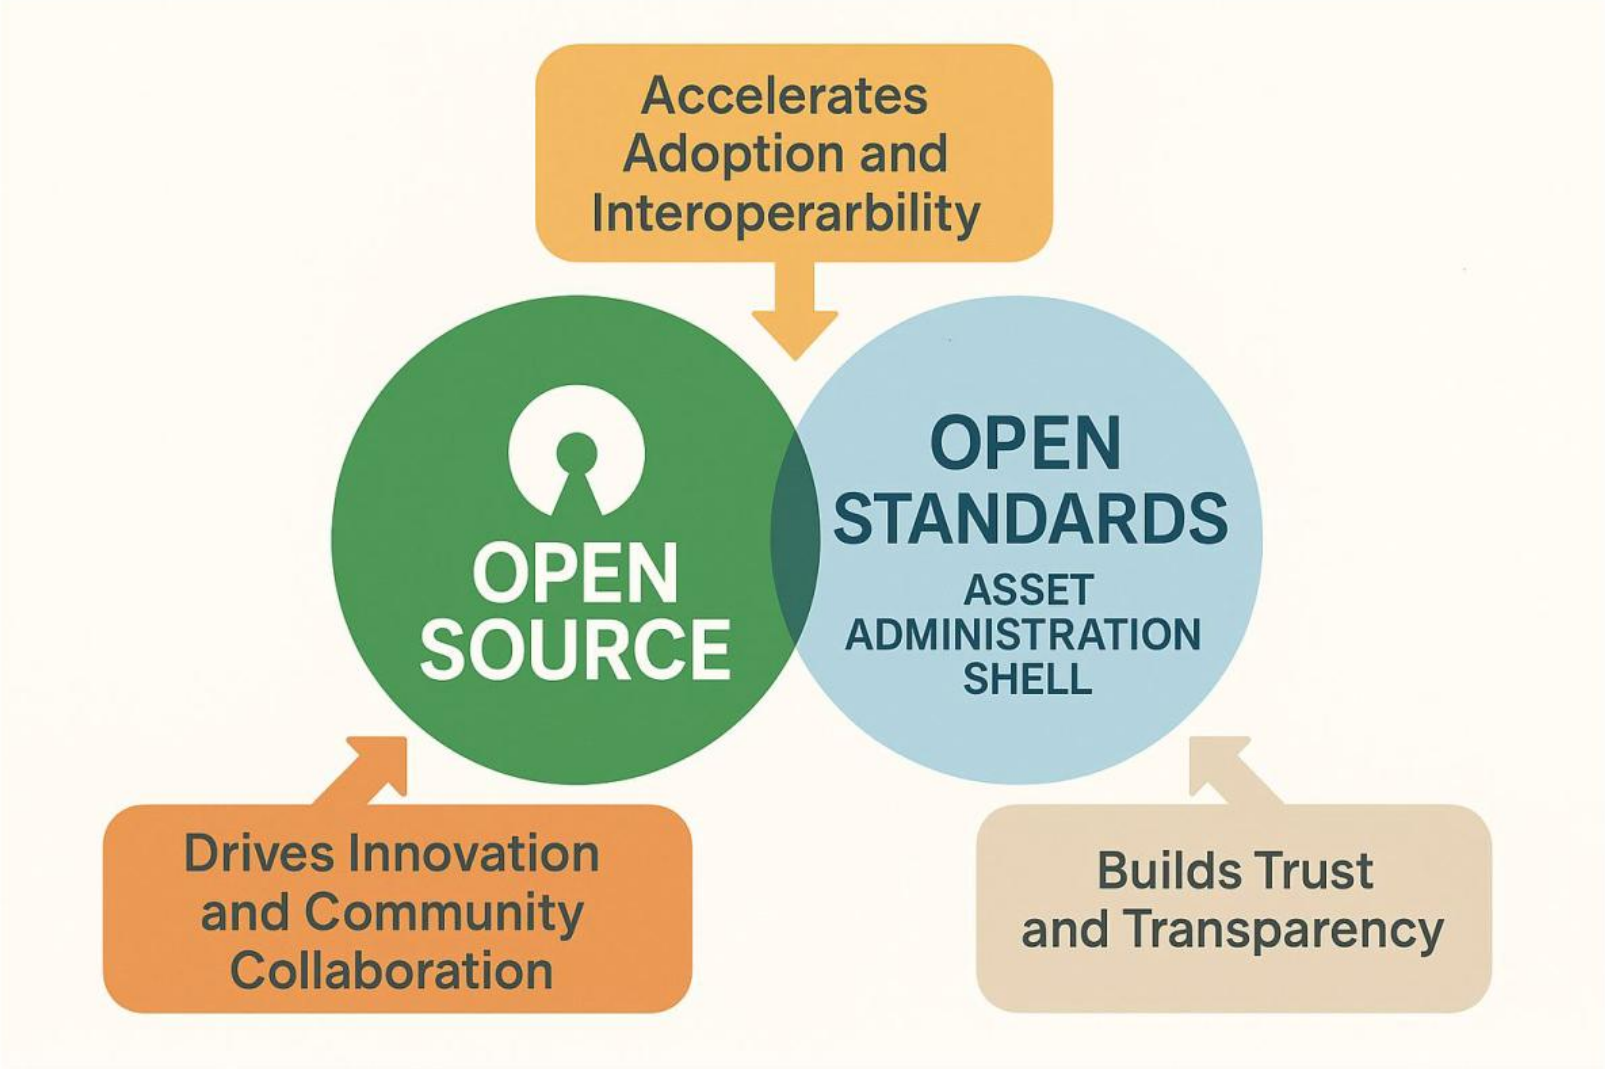 Accelerates
Adoption and
Interoperarbility
OPEN
SOURCE
OPEN
STANDARDS
ASSET
ADMINISTRATION
SHELL
Drives Innovation
and Community
Collaboration
Builds Trust
and Transparency